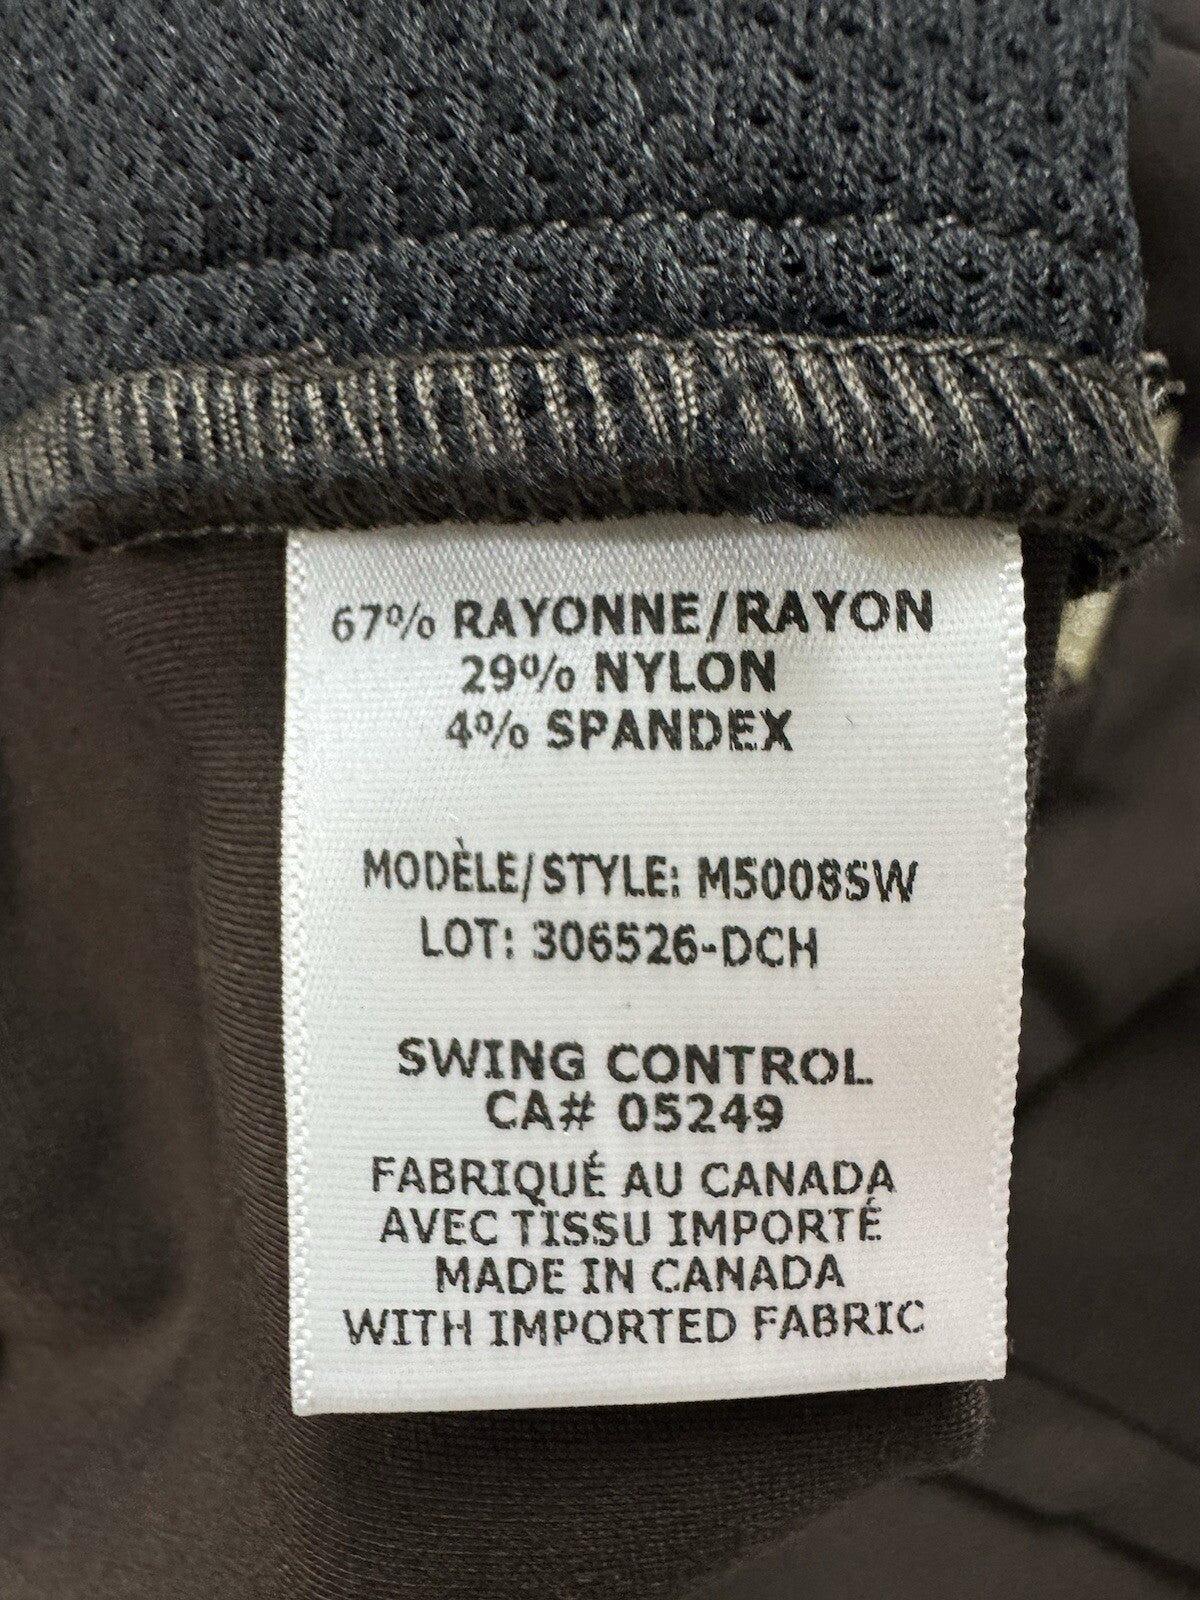 67% RAYONNE/RAYON
29% NYLON
4% SPANDEX
MODÈLE/STYLE: M5008SW
LOT: 306526-DCH
SWING CONTROL
CA# 05249
FABRIQUÉ AU CANADA
AVEC TISSU IMPORTÉ
MADE IN CANADA
WITH IMPORTED FABRIC